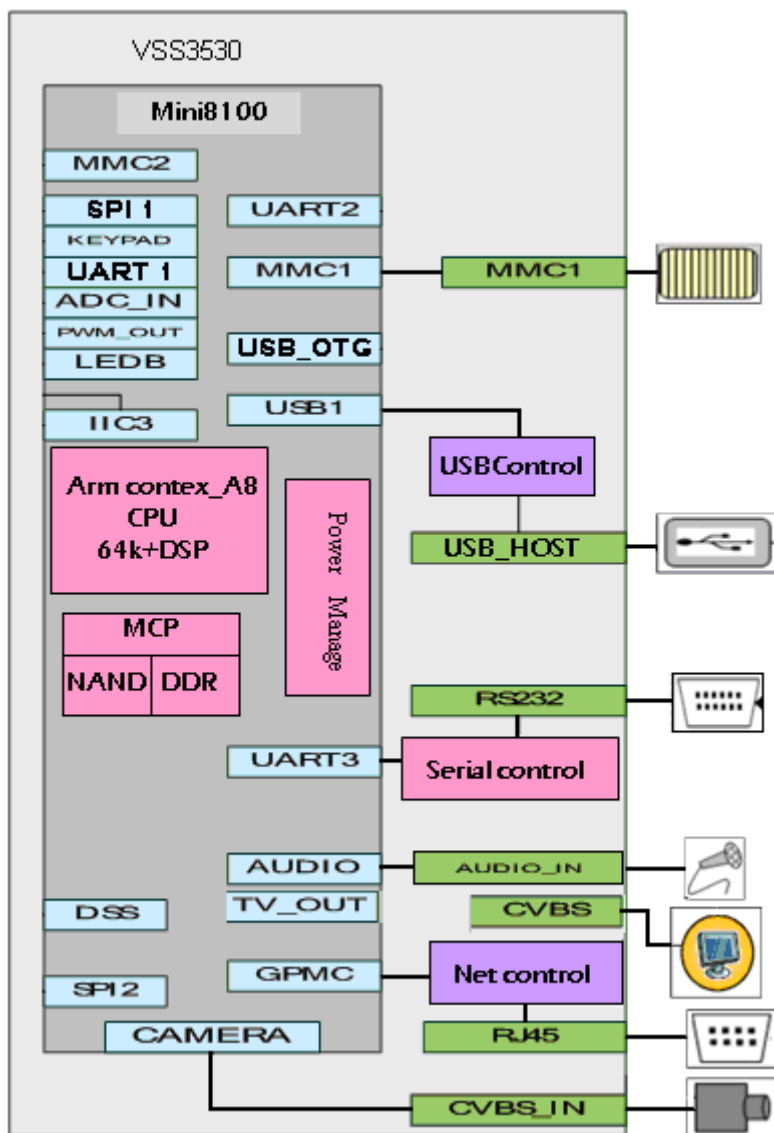 VSS3530
Mini8100
MMC2
SPI 1
KEYPAD
UART 1
ADC_IN
PWM_OUT
LEDB
IIC3
UART2
MMC1
MMC1
USB_OTG
USB1
USBControl
USB_HOST
Arm contex_A8
CPU
64k+DSP
Power Manage
MCP
NAND
DDR
RS232
UART3
Serial control
AUDIO
AUDIO_IN
TV_OUT
CVBS
DSS
GPMC
Net control
SPI2
CAMERA
RJ45
CVBS_IN